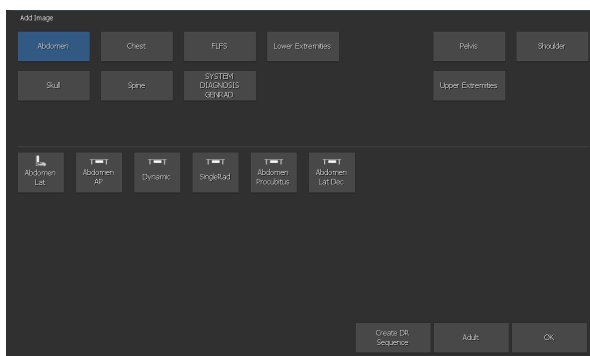 Add Image
Abdomen
Chest
FLFS
Lower Extremities
Pelvis
Shoulder
Skull
Spine
SYSTEM
DIAGNOSIS
GENRAD
Upper Extremities
Abdomen
Lat
Abdomen
AP
Dynamic
SingleRad
Abdomen
Procubitus
Abdomen
Lat Dec
Create DR
Sequence
Adult
OK